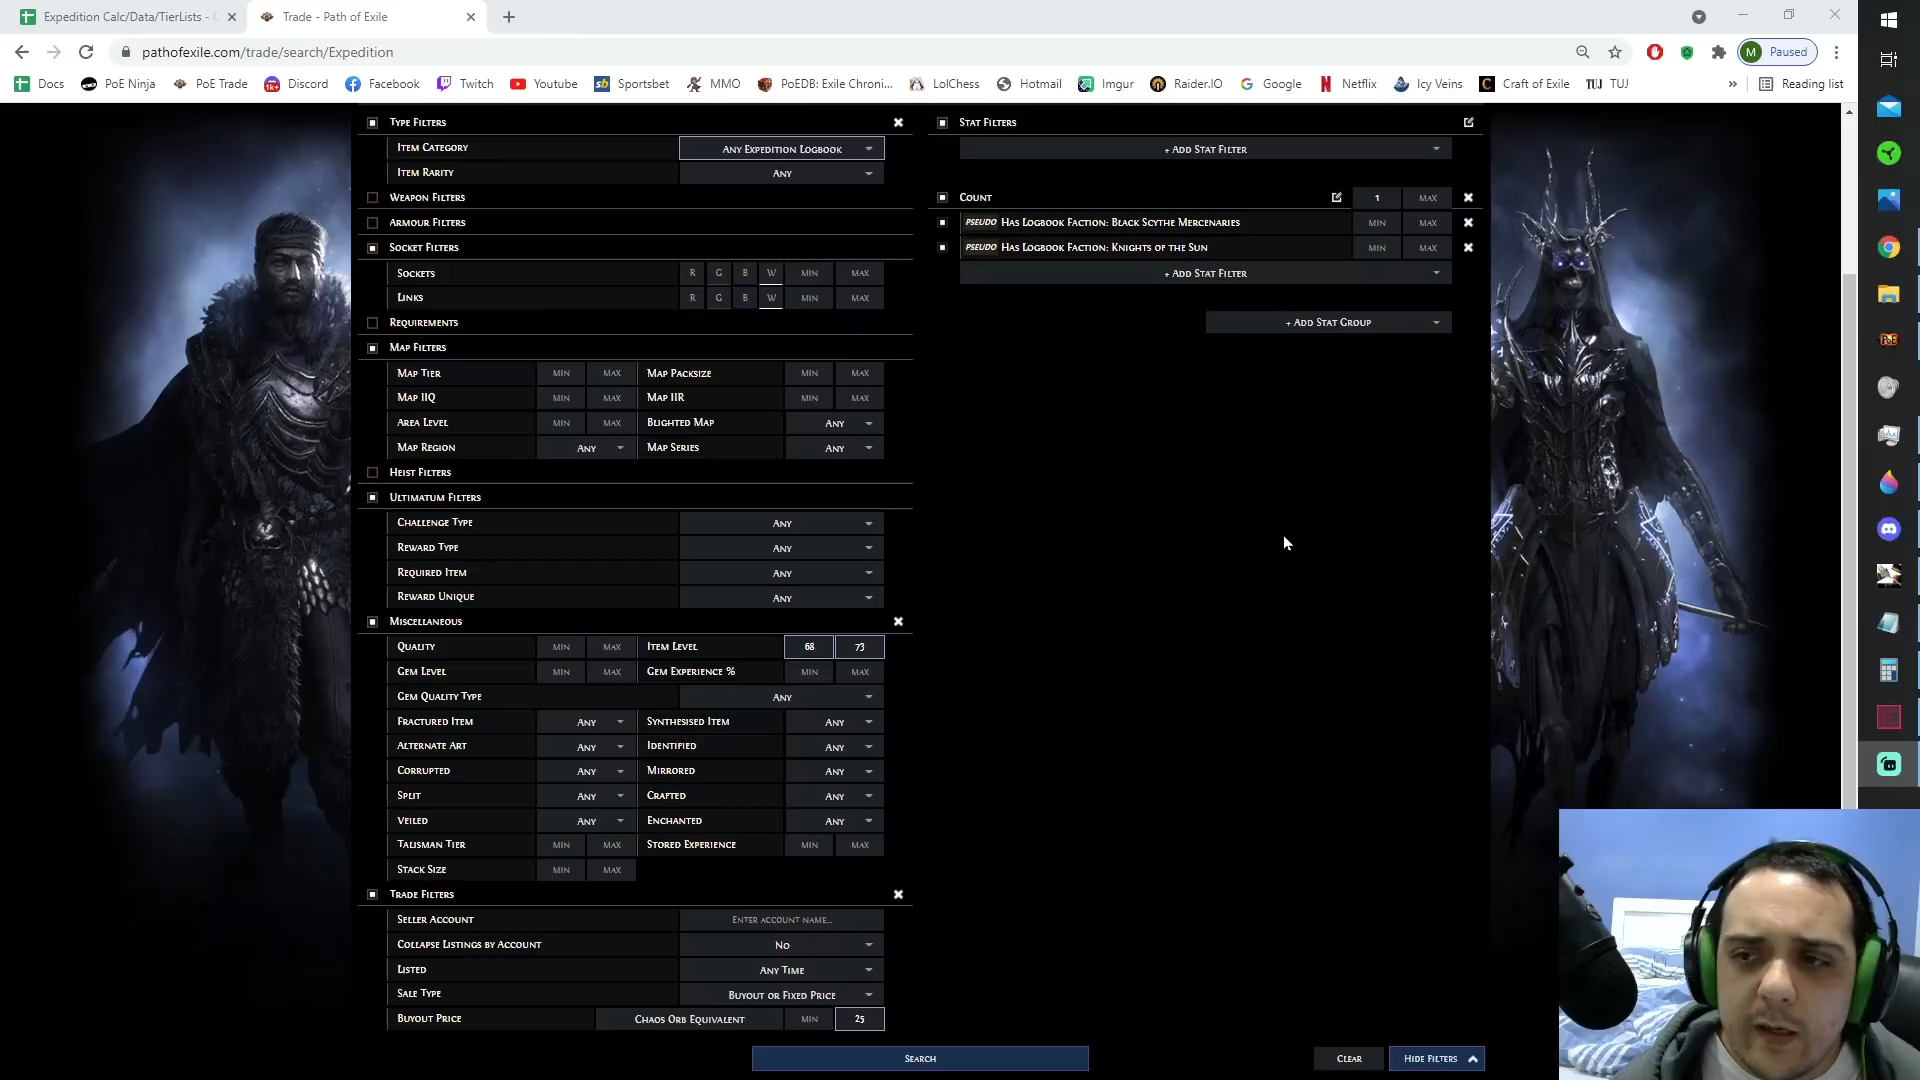 Expedition Calc/Data/TierLists -
Trade - Path of Exile
pathofexile.com/trade/search/Expedition
M Paused
Docs PoE Ninja PoE Trade Discord Facebook Twitch Youtube Sportsbet MMO PoEDB: Exile Chroni... LolChess Hotmail Imgur Raider.IO Google Netflix Icy Veins Craft of Exile TUJ TUJ » Reading list
Type Filters
Item Category Any Expedition Logbook
Item Rarity Any
Weapon Filters
Armour Filters
Socket Filters
Sockets R G B W MIN MAX
Links R G B W MIN MAX
Requirements
Map Filters
Map Tier MIN MAX Map Packsize MIN MAX
Map IIQ MIN MAX Map IIR MIN MAX
Area Level MIN MAX Blighted Map Any
Map Region Any Map Series Any
Heist Filters
Ultimatum Filters
Challenge Type Any
Reward Type Any
Required Item Any
Reward Unique Any
Miscellaneous
Quality MIN MAX Item Level 68 73
Gem Level MIN MAX Gem Experience % MIN MAX
Gem Quality Type Any
Fractured Item Any Synthesised Item Any
Alternate Art Any Identified Any
Corrupted Any Mirrored Any
Split Any Crafted Any
Veiled Any Enchanted Any
Talisman Tier MIN MAX Stored Experience MIN MAX
Stack Size MIN MAX
Trade Filters
Seller Account Enter account name...
Collapse Listings by Account No
Listed Any Time
Sale Type Buyout or Fixed Price
Buyout Price Chaos Orb Equivalent MIN 25
Stat Filters
+ Add Stat Filter
Count 1 MAX
PSEUDO Has Logbook Faction: Black Scythe Mercenaries MIN MAX
PSEUDO Has Logbook Faction: Knights of the Sun MIN MAX
+ Add Stat Filter
+ Add Stat Group
Search Clear Hide Filters